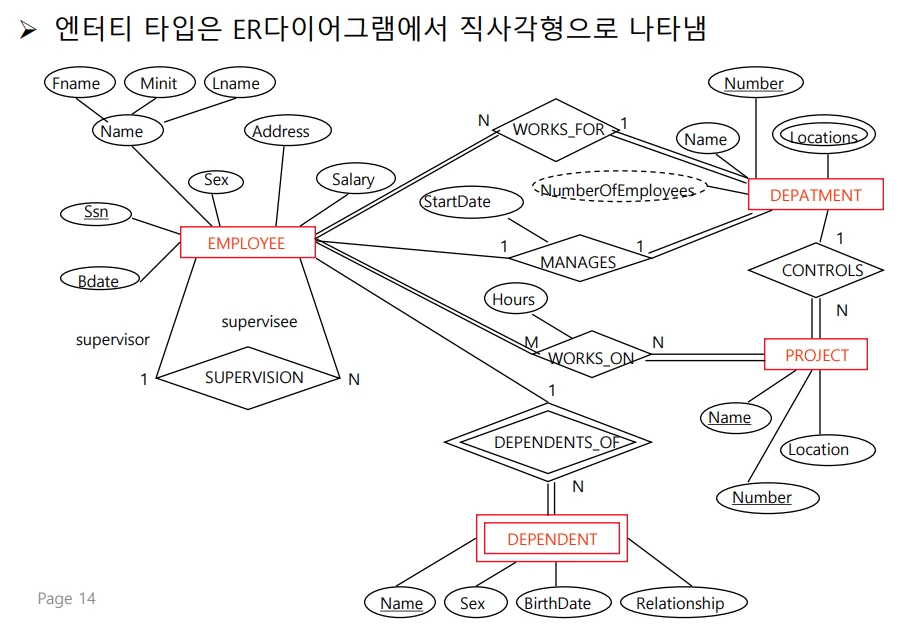 ➢ 엔터티 타입은 ER다이어그램에서 직사각형으로 나타냄
Fname
Minit
Lname
Number
N
WORKS_FOR
1
Name
Address
Name
Locations
Sex
Salary
NumberOfEmployees
DEPATMENT
Ssn
StartDate
EMPLOYEE
1
MANAGES
1
1
CONTROLS
Bdate
Hours
N
supervisor
supervisee
M
WORKS_ON
N
PROJECT
1
SUPERVISION
N
1
Name
DEPENDENTS_OF
Location
N
Number
DEPENDENT
Page 14
Name
Sex
BirthDate
Relationship